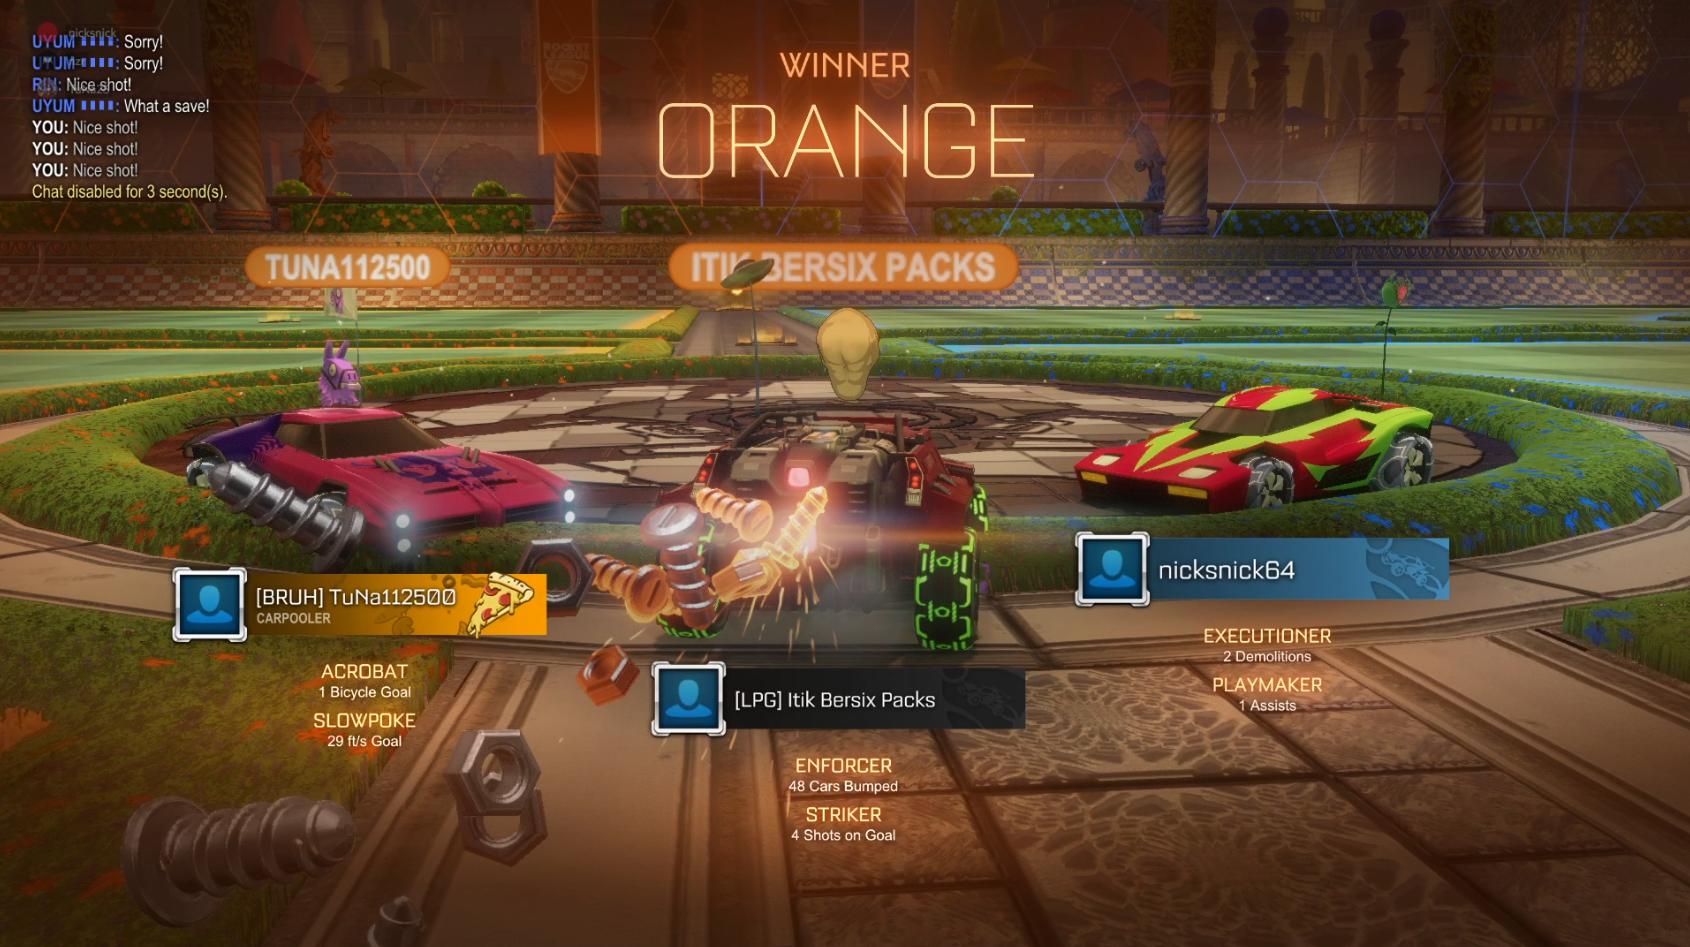 nicksnick
UYUM ▮▮▮▮: Sorry!
UYUM ▮▮▮▮: Sorry!
RIN: Nice shot!
UYUM ▮▮▮▮: What a save!
YOU: Nice shot!
YOU: Nice shot!
YOU: Nice shot!
Chat disabled for 3 second(s).
WINNER
ORANGE
TUNA112500
BERSIX PACKS
[BRUH] TuNa112500
CARPOOLER
ACROBAT
1 Bicycle Goal
SLOWPOKE
29 ft/s Goal
[LPG] Itik Bersix Packs
ENFORCER
48 Cars Bumped
STRIKER
4 Shots on Goal
nicksnick64
EXECUTIONER
2 Demolitions
PLAYMAKER
1 Assists